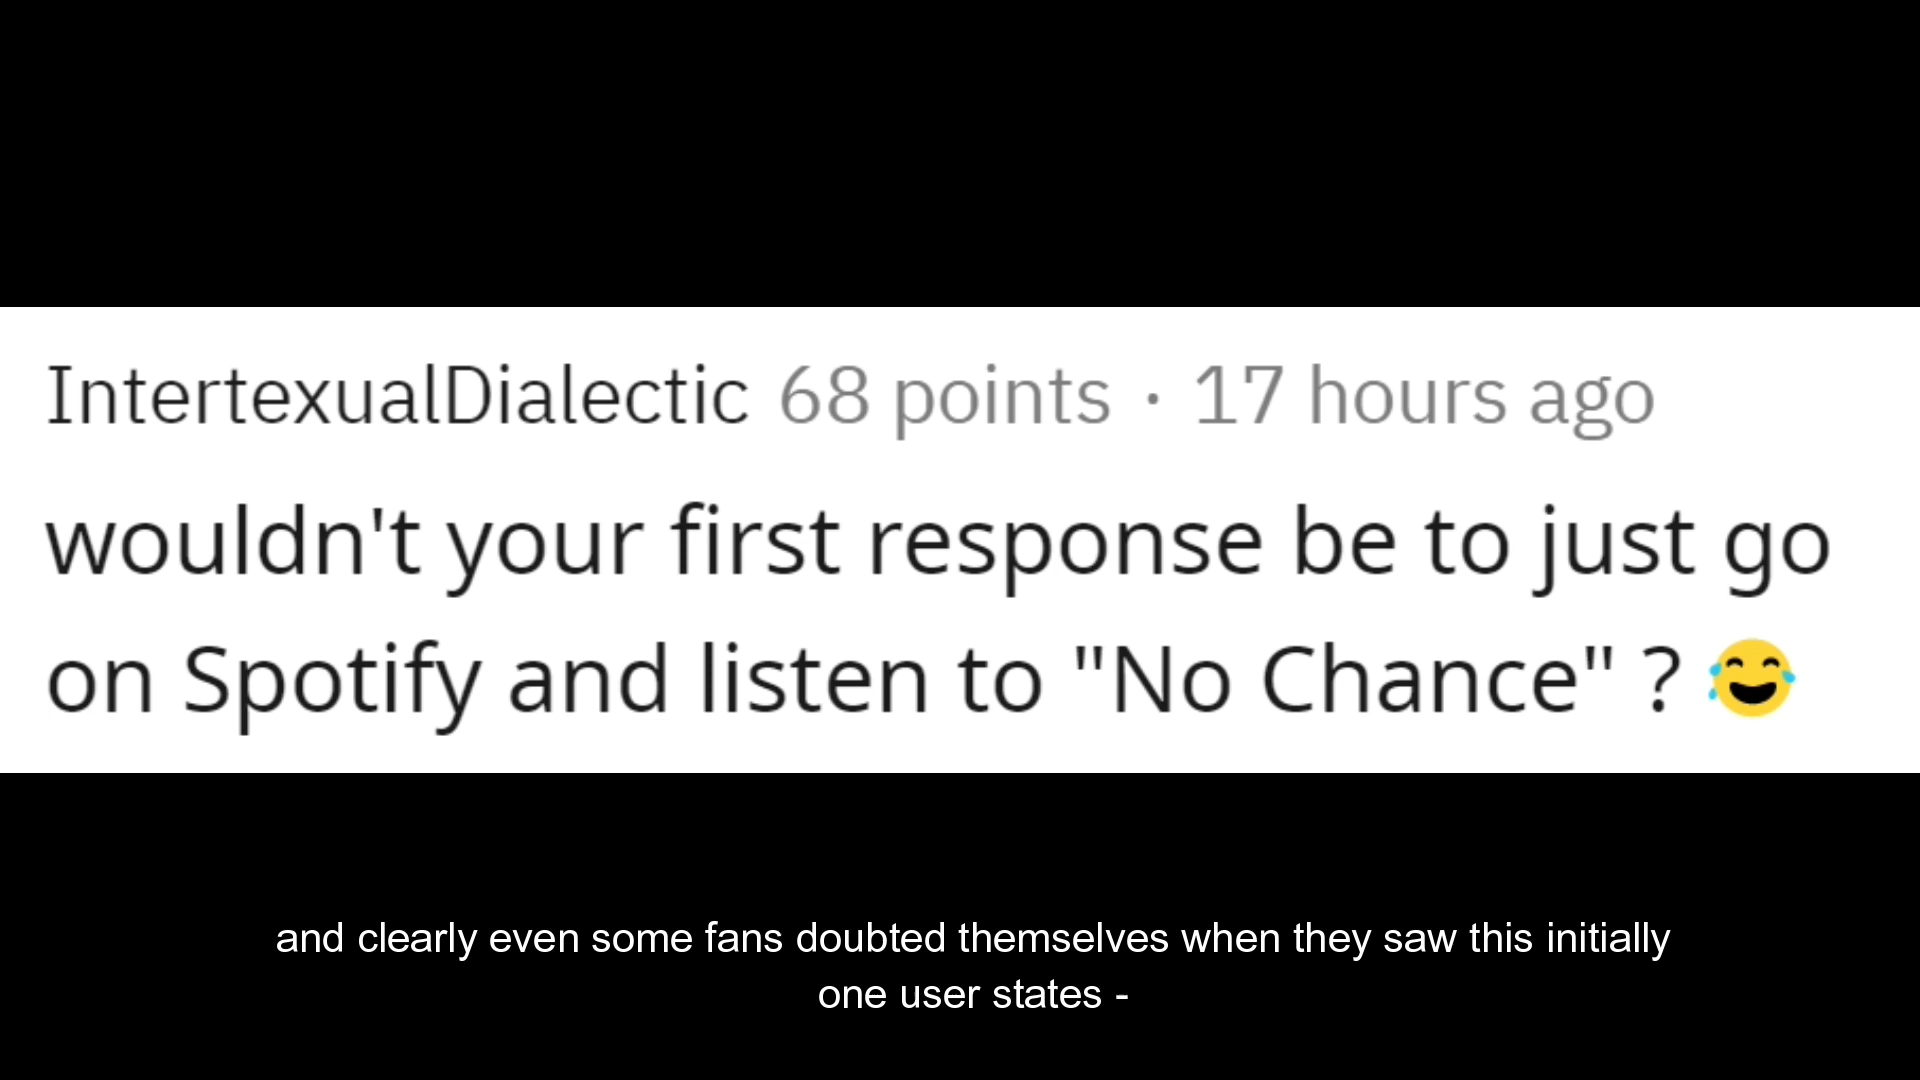 IntertexualDialectic 68 points · 17 hours ago
wouldn't your first response be to just go
on Spotify and listen to "No Chance" ? 😂
and clearly even some fans doubted themselves when they saw this initially
one user states -